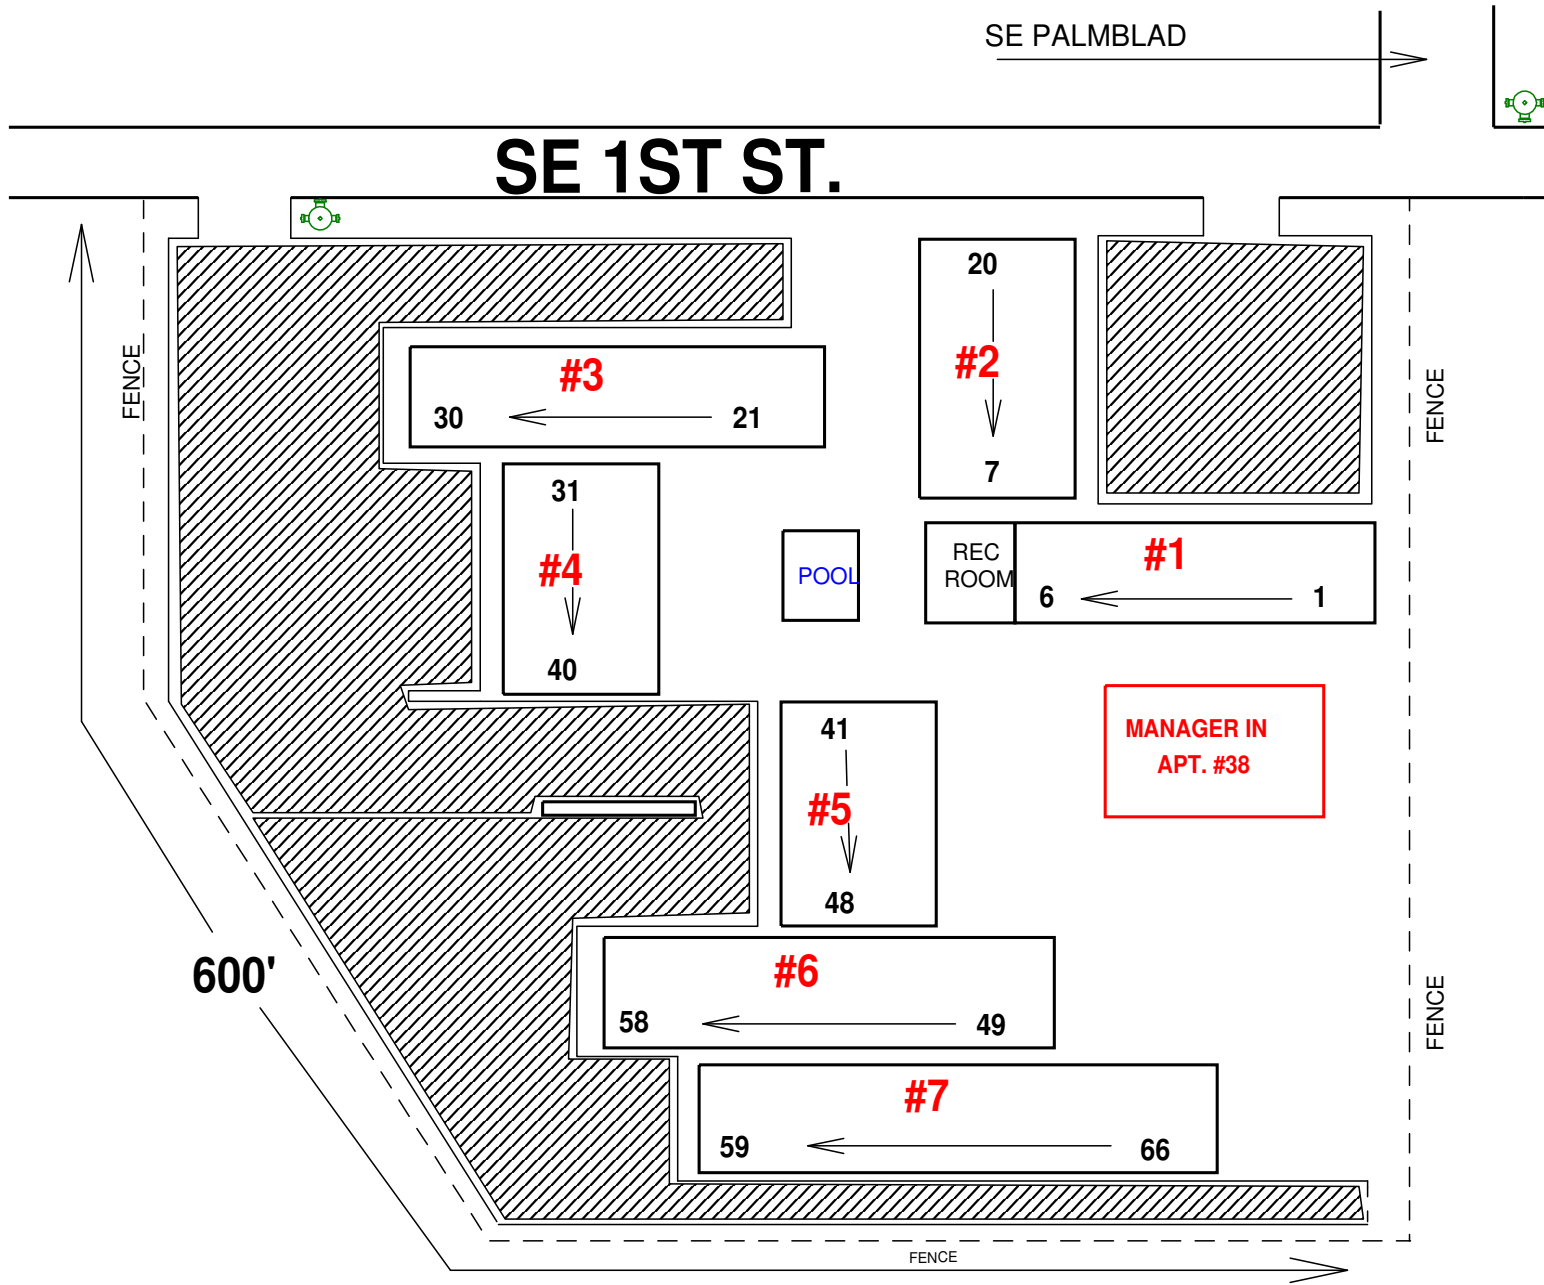 SE PALMBLAD
SE 1ST ST.
20
#2
7
FENCE
FENCE
#3
30
21
31
#4
40
POOL
REC
ROOM
#1
6
1
MANAGER IN
APT. #38
41
#5
48
600'
#6
58
49
FENCE
#7
59
66
FENCE